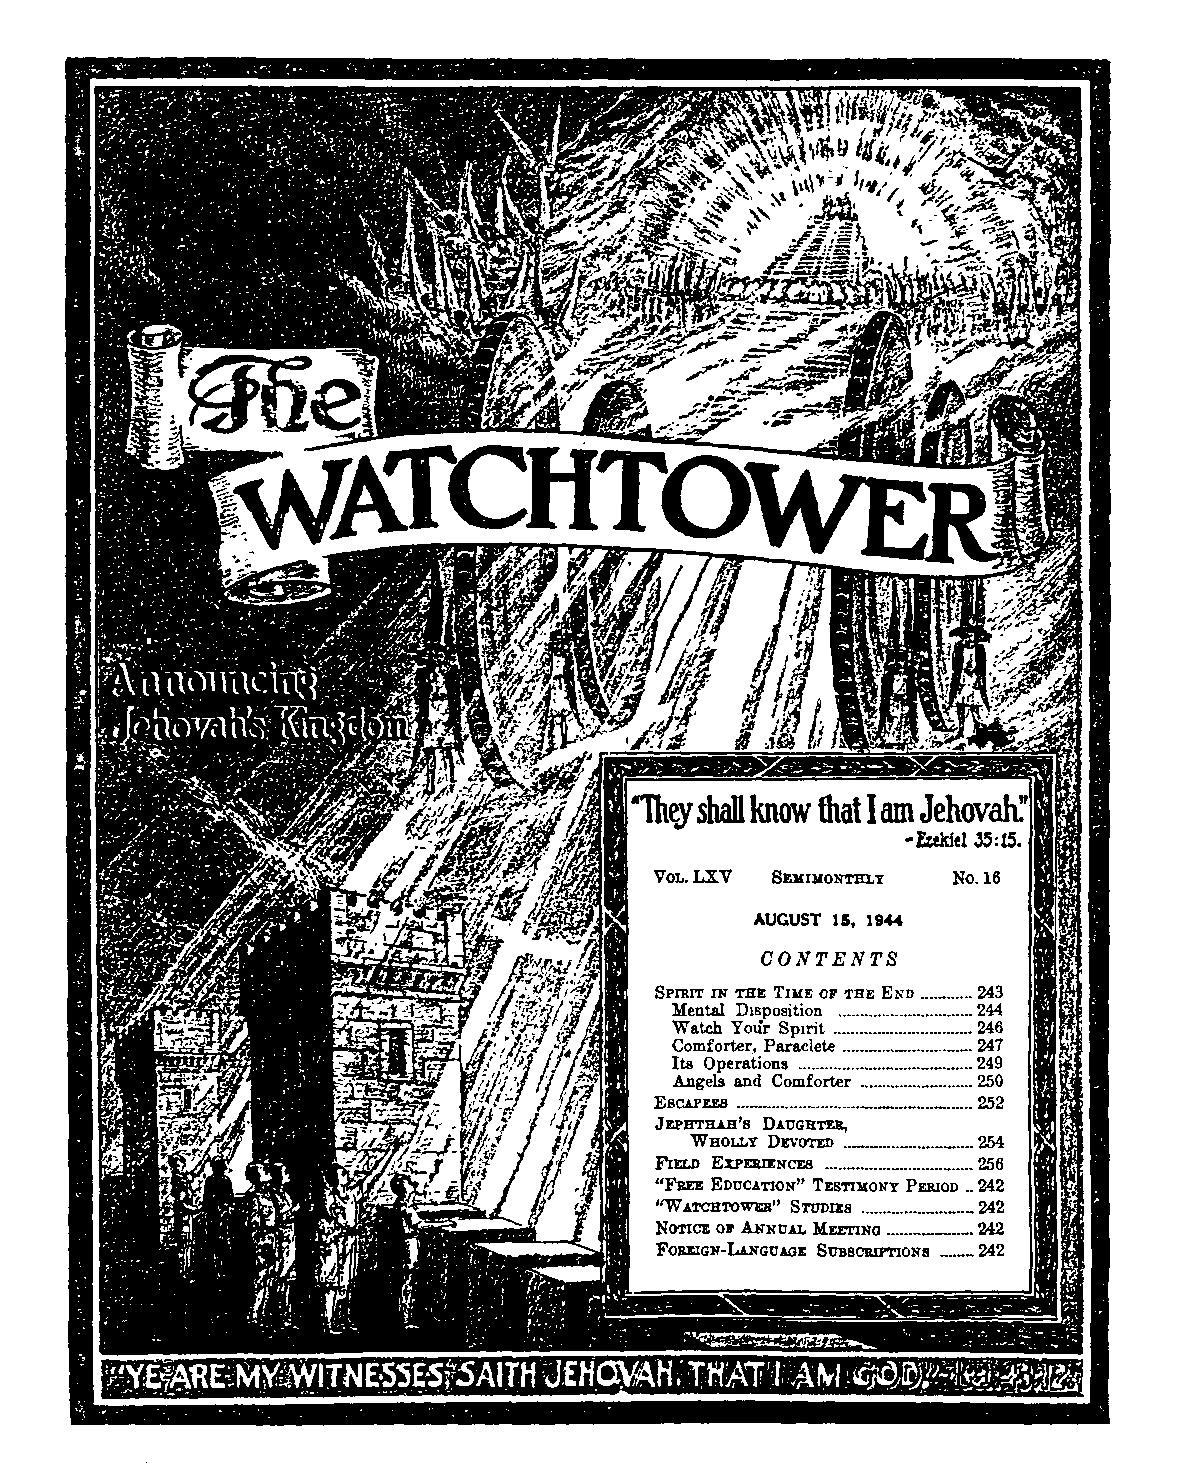 The
WATCHTOWER
Announcing
Jehovah's Kingdom
"They shall know that I am Jehovah."
-Ezekiel 35:15.
VOL. LXV SEMIMONTHLY No. 16
AUGUST 15, 1944
CONTENTS
SPIRIT IN THE TIME OF THE END ........... 243
Mental Disposition ............................. 244
Watch Your Spirit .............................. 246
Comforter, Paraclete ............................ 247
Its Operations ...................................... 249
Angels and Comforter ........................ 250
ESCAPEES ................................................... 252
JEPHTHAH'S DAUGHTER,
WHOLLY DEVOTED ............................ 254
FIELD EXPERIENCES ................................ 256
"FREE EDUCATION" TESTIMONY PERIOD .. 242
"WATCHTOWER" STUDIES ........................ 242
NOTICE OF ANNUAL MEETING ................... 242
FOREIGN-LANGUAGE SUBSCRIPTIONS ........ 242
"YE ARE MY WITNESSES, SAITH JEHOVAH, THAT I AM GOD."-Isa. 43:12.